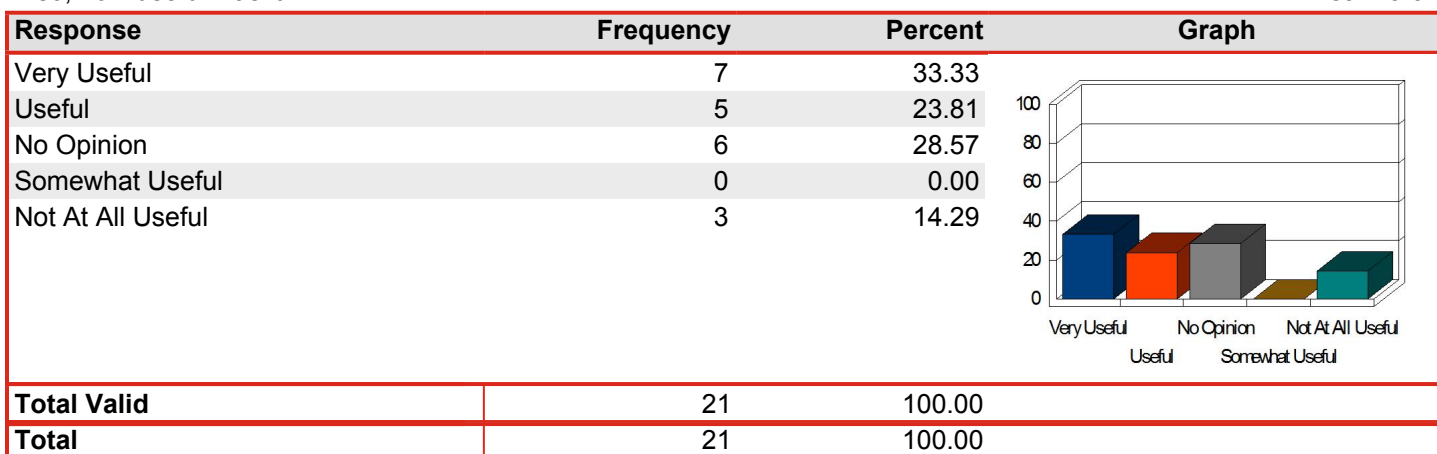 Response Frequency Percent Graph
Very Useful 7 33.33
Useful 5 23.81
No Opinion 6 28.57
Somewhat Useful 0 0.00
Not At All Useful 3 14.29
100
80
60
40
20
0
Very Useful No Opinion Not At All Useful
Useful Somewhat Useful
Total Valid 21 100.00
Total 21 100.00